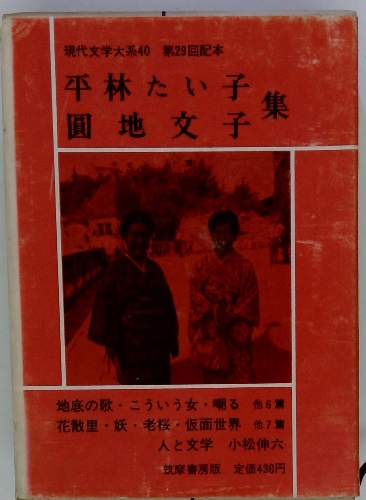 現代文学大系40 第29回配本
平林たい子
圓地文子
集
地底の歌・こういう女・嘲る 他6篇
花散里・妖・老桜・仮面世界 他7篇
人と文学 小松伸六
筑摩書房版 定価430円